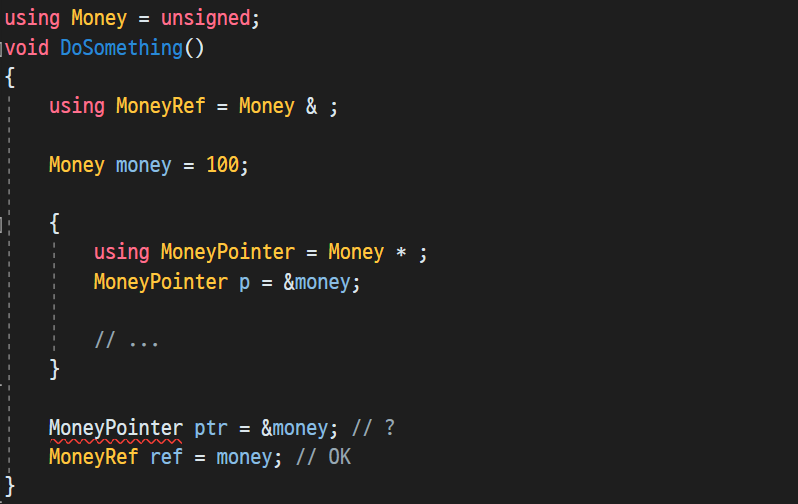 using Money = unsigned;
void DoSomething()
{
    using MoneyRef = Money & ;
    Money money = 100;
    {
        using MoneyPointer = Money * ;
        MoneyPointer p = &money;
        // ...
    }
    MoneyPointer ptr = &money; // ?
    MoneyRef ref = money; // OK
}